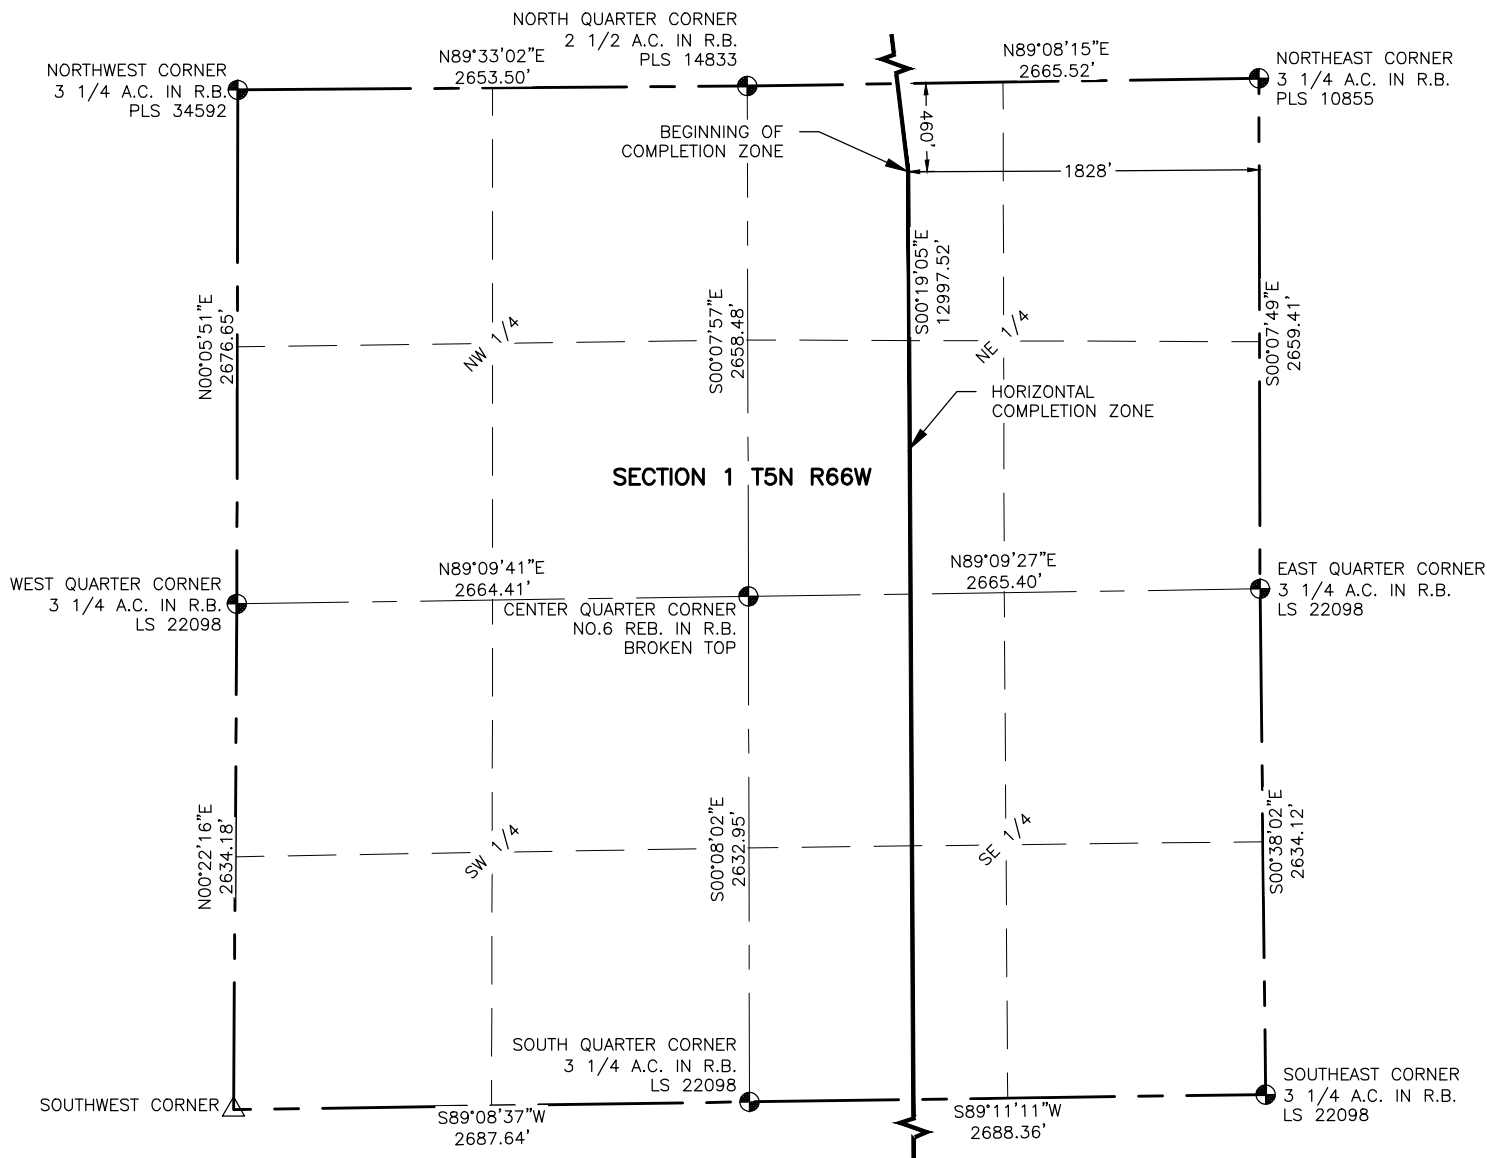 NORTH QUARTER CORNER
2 1/2 A.C. IN R.B.
PLS 14833
N89°33'02"E
2653.50'
N89°08'15"E
2665.52'
NORTHWEST CORNER
3 1/4 A.C. IN R.B.
PLS 34592
NORTHEAST CORNER
3 1/4 A.C. IN R.B.
PLS 10855
BEGINNING OF
COMPLETION ZONE
460'
1828'
S00°19'05"E
12997.52'
N00°05'51"E
2676.65'
NW 1/4
S00°07'57"E
2658.48'
NE 1/4
S00°07'49"E
2659.41'
HORIZONTAL
COMPLETION ZONE
SECTION 1 T5N R66W
WEST QUARTER CORNER
3 1/4 A.C. IN R.B.
LS 22098
N89°09'41"E
2664.41'
CENTER QUARTER CORNER
NO.6 REB. IN R.B.
BROKEN TOP
N89°09'27"E
2665.40'
EAST QUARTER CORNER
3 1/4 A.C. IN R.B.
LS 22098
N00°22'16"E
2634.18'
SW 1/4
S00°08'02"E
2632.95'
SE 1/4
S00°38'02"E
2634.12'
SOUTH QUARTER CORNER
3 1/4 A.C. IN R.B.
LS 22098
SOUTHWEST CORNER
S89°08'37"W
2687.64'
S89°11'11"W
2688.36'
SOUTHEAST CORNER
3 1/4 A.C. IN R.B.
LS 22098